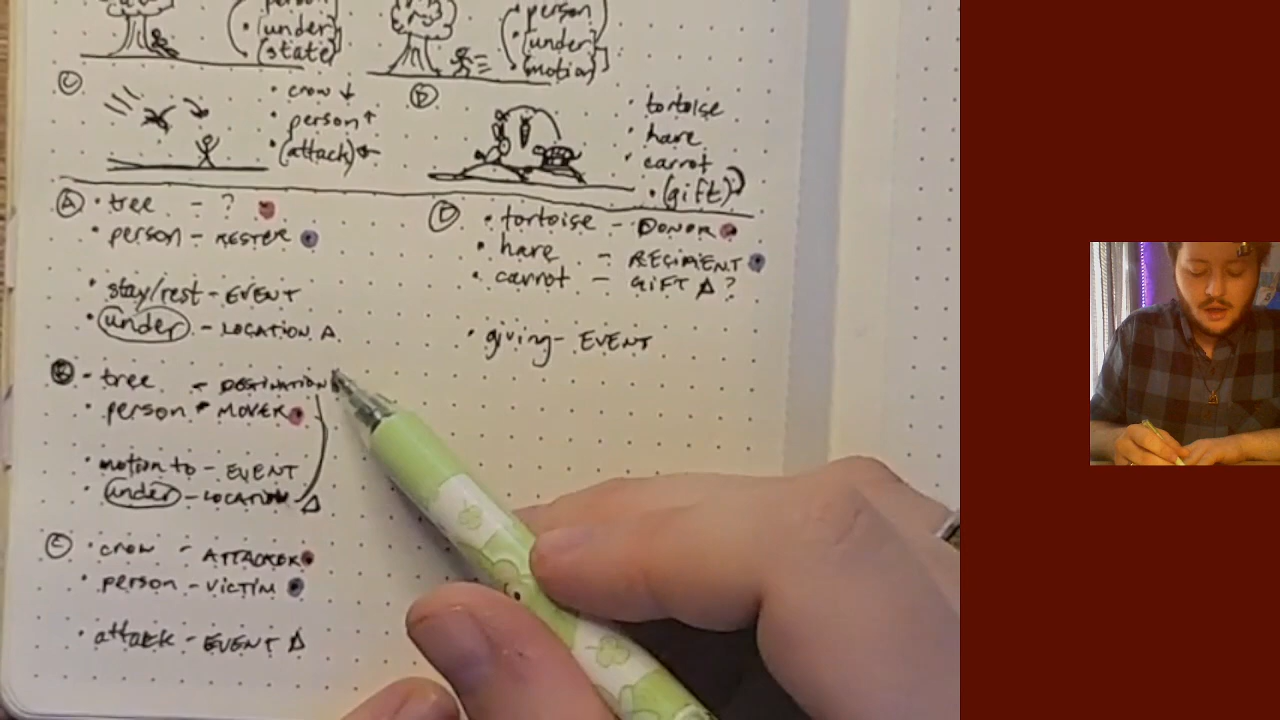 person
(under)
(state)
• person
• (under)
• (motion)
C
• crow ↓
• person ↑
• (attack)
D
• tortoise
• hare
• carrot
• (gift)
A • tree - ?
• person - RESTER
• stay/rest - EVENT
• under - LOCATION Δ
B - tree - DESTINATION
• person - MOVER
• motion to - EVENT
• under - LOCATION Δ
C • crow - ATTACKER
• person - VICTIM
• attack - EVENT Δ
D • tortoise - DONOR
• hare - RECIPIENT
• carrot - GIFT Δ ?
• giving - EVENT